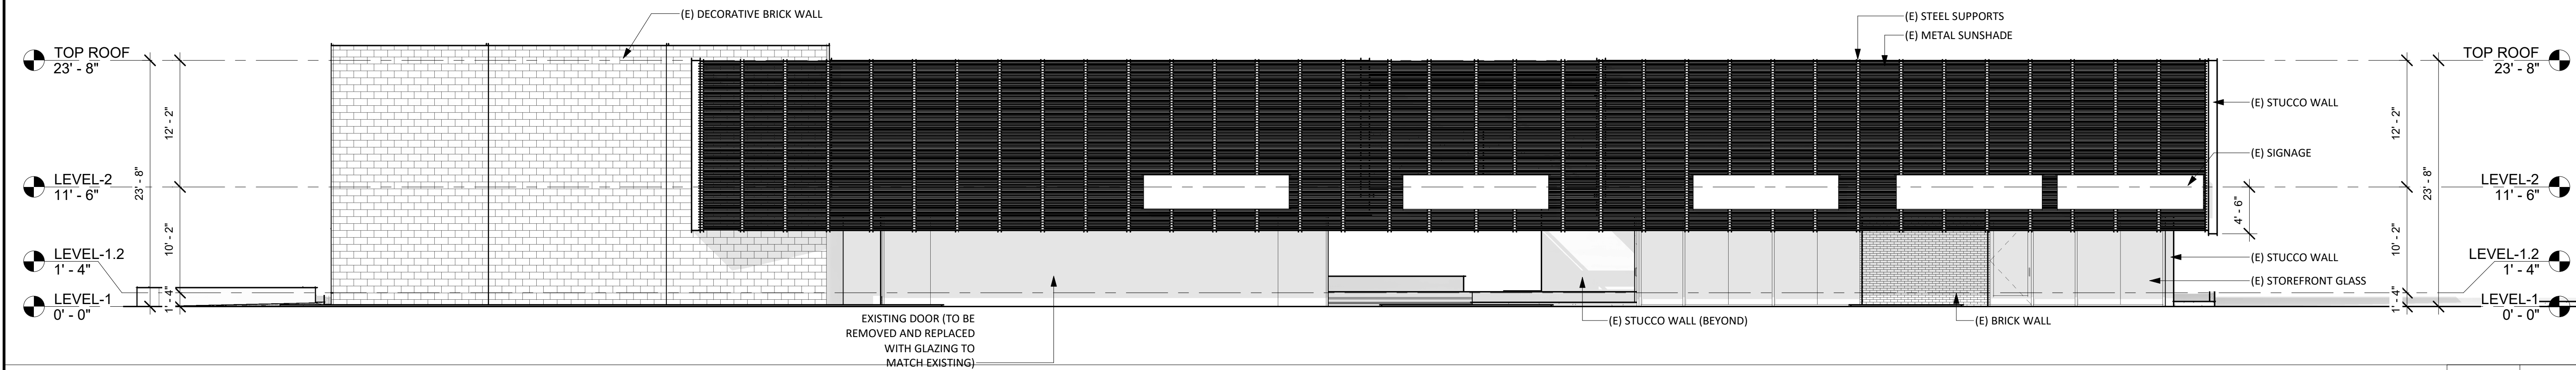 (E) DECORATIVE BRICK WALL
(E) STEEL SUPPORTS
(E) METAL SUNSHADE
TOP ROOF
23' - 8"
TOP ROOF
23' - 8"
(E) STUCCO WALL
12' - 2"
12' - 2"
(E) SIGNAGE
LEVEL-2
11' - 6"
23' - 8"
23' - 8"
LEVEL-2
11' - 6"
4' - 6"
10' - 2"
10' - 2"
LEVEL-1.2
1' - 4"
(E) STUCCO WALL
LEVEL-1.2
1' - 4"
(E) STOREFRONT GLASS
LEVEL-1
0' - 0"
1' - 4"
1' - 4"
LEVEL-1
0' - 0"
EXISTING DOOR (TO BE
REMOVED AND REPLACED
WITH GLAZING TO
MATCH EXISTING)
(E) STUCCO WALL (BEYOND)
(E) BRICK WALL